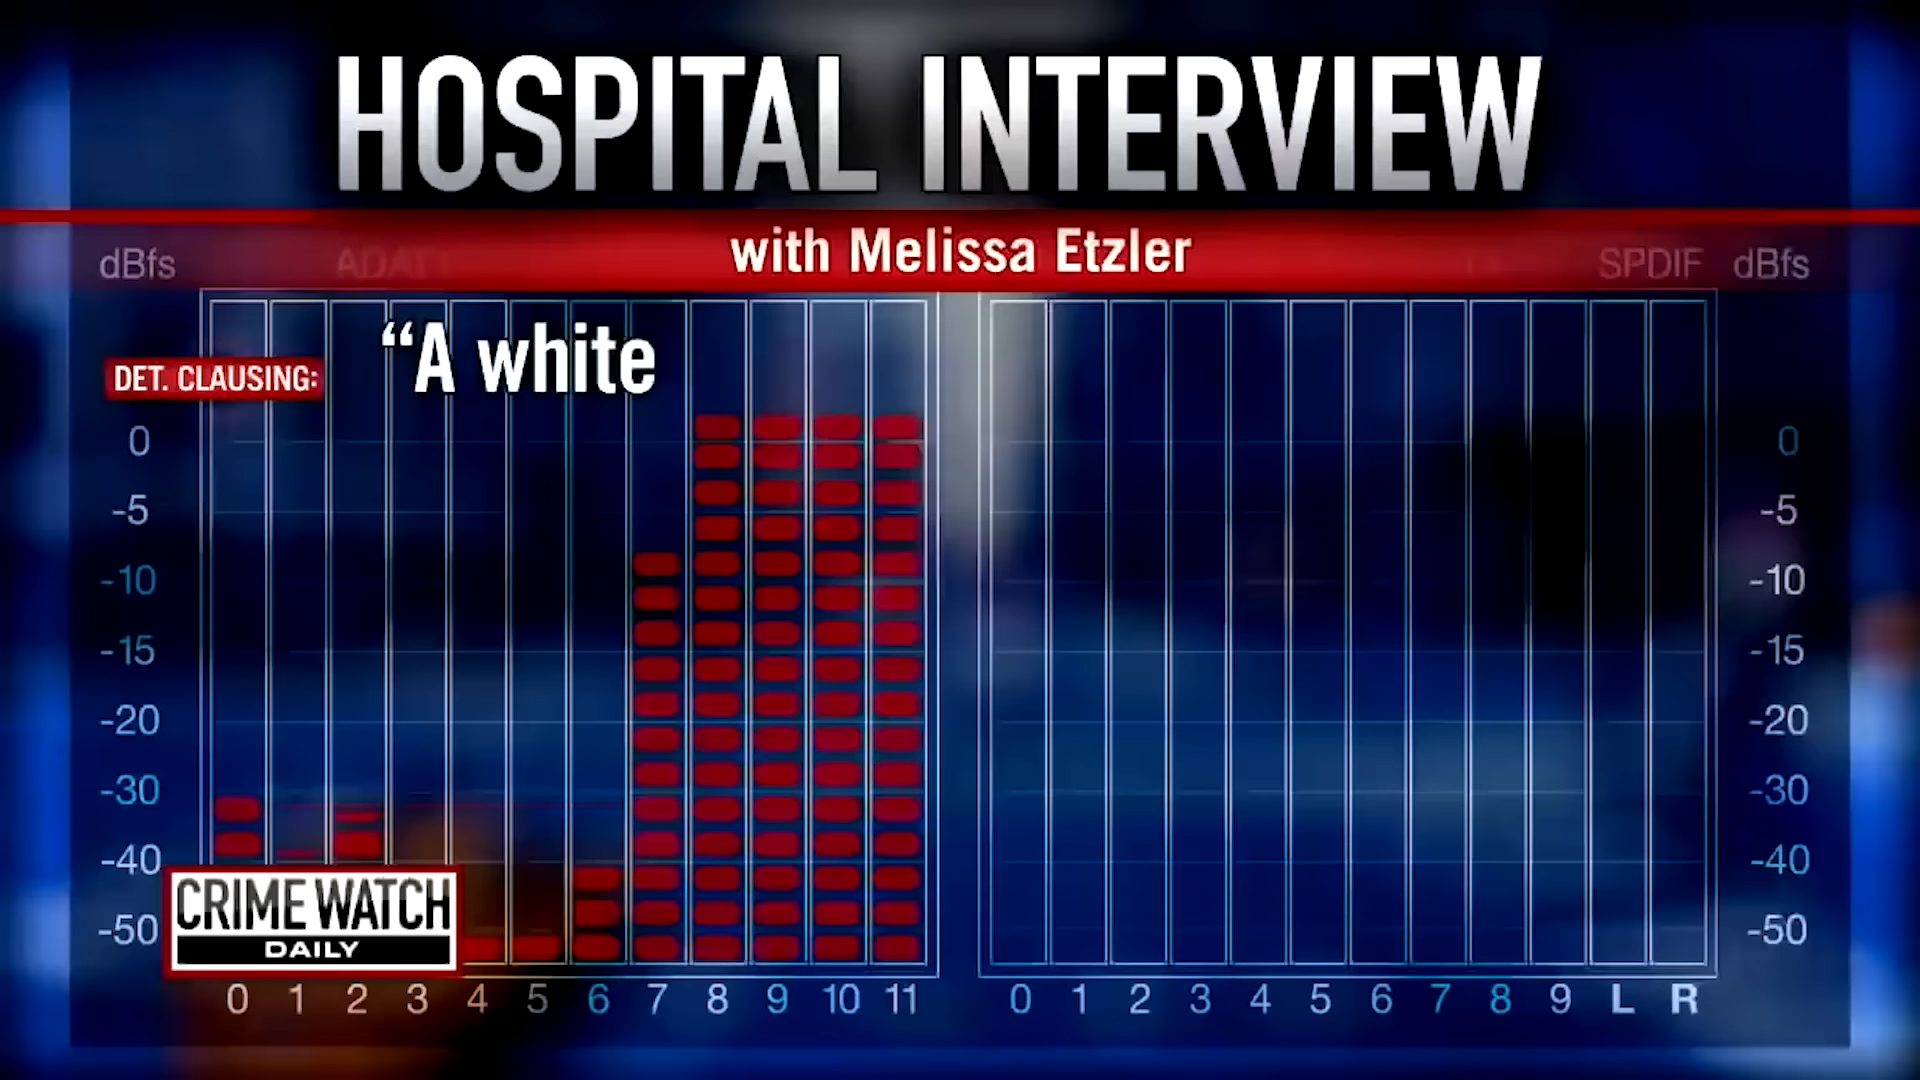 HOSPITAL INTERVIEW
with Melissa Etzler
dBfs
SPDIF dBfs
DET. CLAUSING: “A white
0 0
-5 -5
-10 -10
-15 -15
-20 -20
-30 -30
-40 -40
-50 -50
CRIME WATCH
DAILY
0 1 2 3 4 5 6 7 8 9 10 11 0 1 2 3 4 5 6 7 8 9 L R